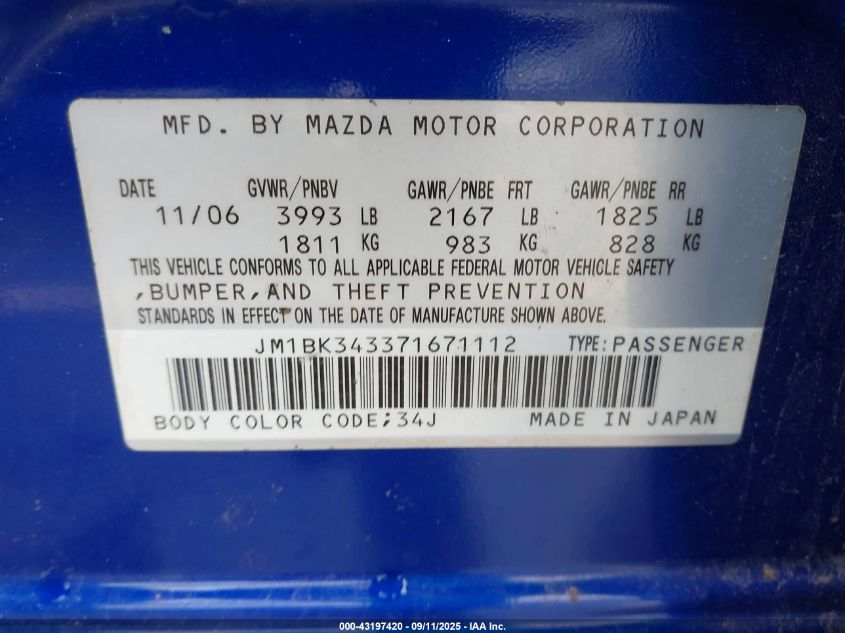 MFD. BY MAZDA MOTOR CORPORATION
DATE GVWR/PNBV GAWR/PNBE FRT GAWR/PNBE RR
11/06 3993 LB 2167 LB 1825 LB
1811 KG 983 KG 828 KG
THIS VEHICLE CONFORMS TO ALL APPLICABLE FEDERAL MOTOR VEHICLE SAFETY
,BUMPER,AND THEFT PREVENTION
STANDARDS IN EFFECT ON THE DATE OF MANUFACTURE SHOWN ABOVE.
JM1BK343371671112 TYPE:PASSENGER
BODY COLOR CODE;34J MADE IN JAPAN
000-43197420 - 09/11/2025 - IAA Inc.